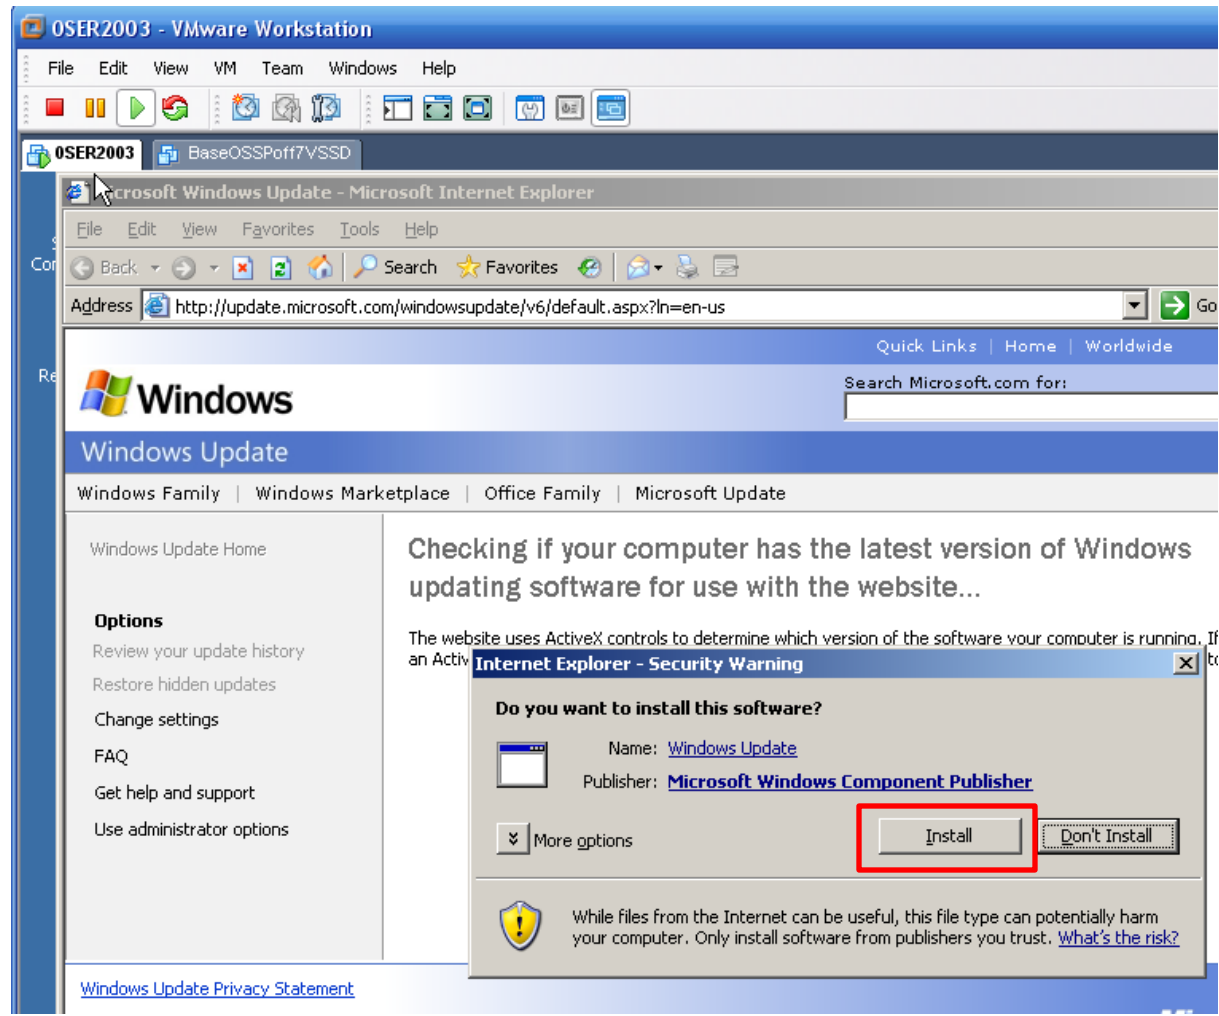 0SER2003 - VMware Workstation
File Edit View VM Team Windows Help
0SER2003 BaseOSSPoff7VSSD
crosoft Windows Update - Microsoft Internet Explorer
File Edit View Favorites Tools Help
Back Search Favorites
Address http://update.microsoft.com/windowsupdate/v6/default.aspx?ln=en-us Go
Quick Links | Home | Worldwide
Search Microsoft.com for:
Windows
Windows Update
Windows Family | Windows Marketplace | Office Family | Microsoft Update
Windows Update Home
Options
Review your update history
Restore hidden updates
Change settings
FAQ
Get help and support
Use administrator options
Checking if your computer has the latest version of Windows
updating software for use with the website...
The website uses ActiveX controls to determine which version of the software your computer is running. If
an Activ
Internet Explorer - Security Warning
Do you want to install this software?
Name: Windows Update
Publisher: Microsoft Windows Component Publisher
More options
Install Don't Install
While files from the Internet can be useful, this file type can potentially harm
your computer. Only install software from publishers you trust. What's the risk?
Windows Update Privacy Statement